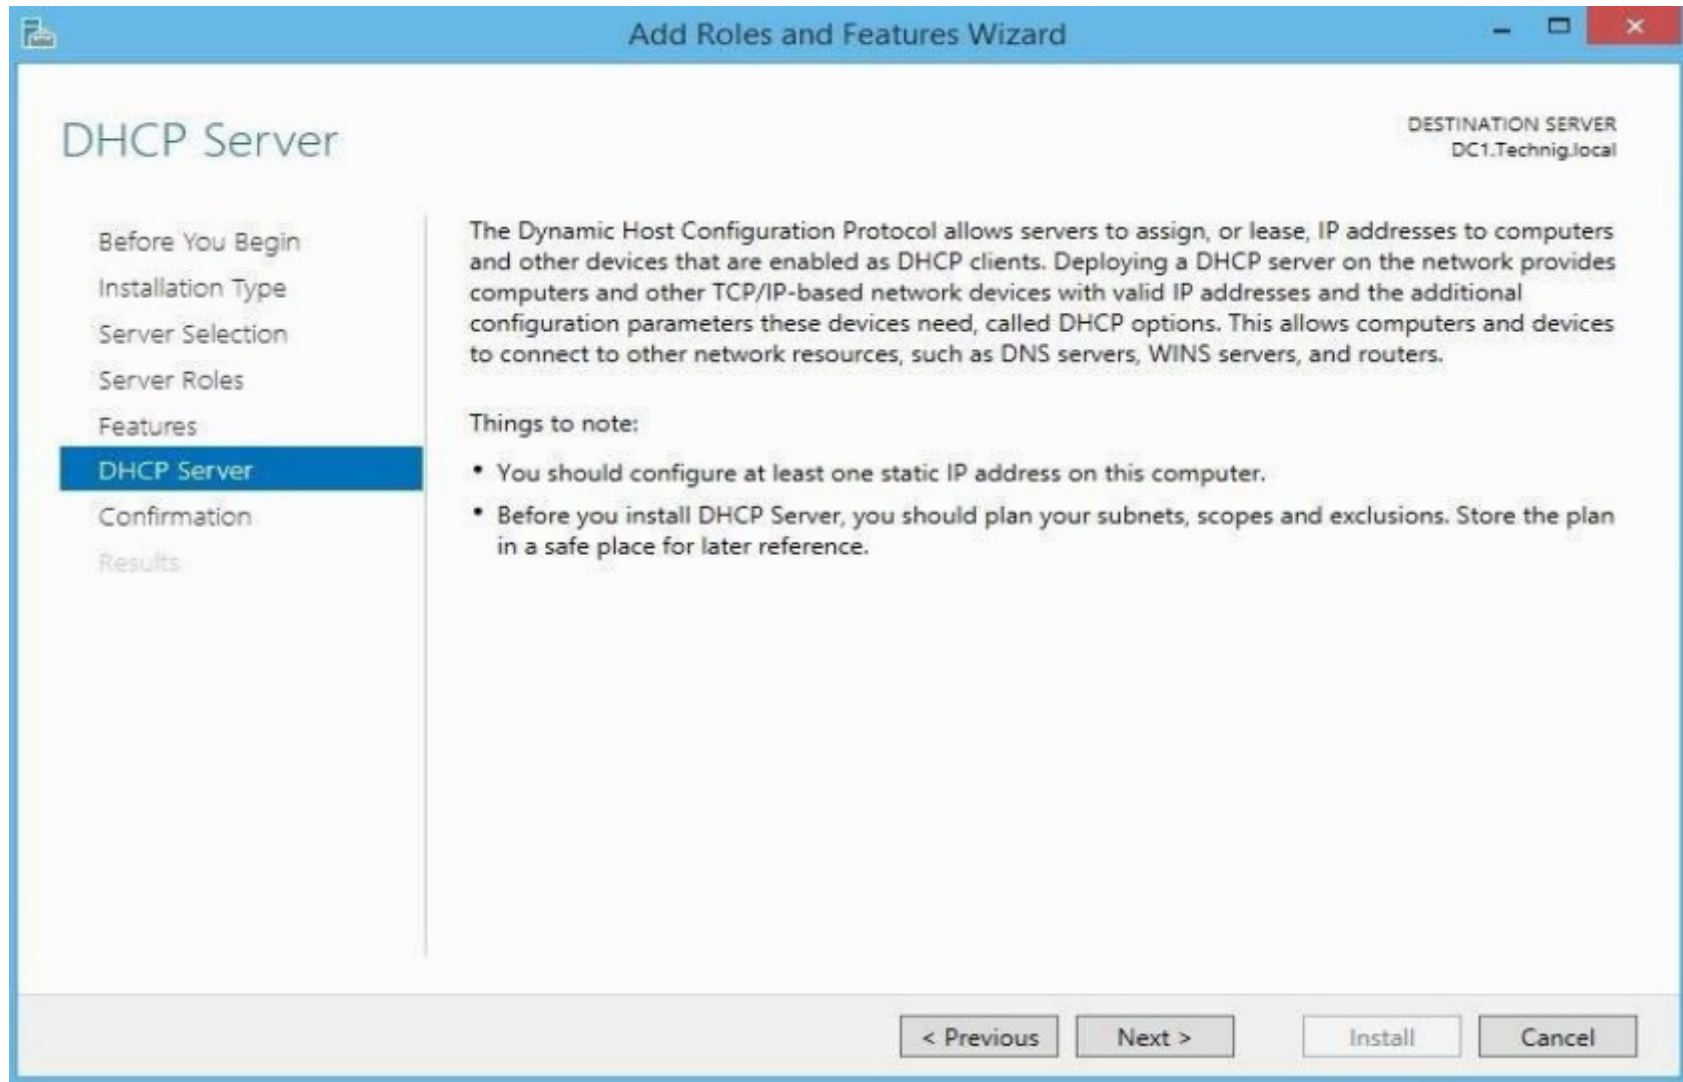 Add Roles and Features Wizard
DHCP Server
DESTINATION SERVER
DC1.Technig.local
Before You Begin
Installation Type
Server Selection
Server Roles
Features
DHCP Server
Confirmation
Results
The Dynamic Host Configuration Protocol allows servers to assign, or lease, IP addresses to computers
and other devices that are enabled as DHCP clients. Deploying a DHCP server on the network provides
computers and other TCP/IP-based network devices with valid IP addresses and the additional
configuration parameters these devices need, called DHCP options. This allows computers and devices
to connect to other network resources, such as DNS servers, WINS servers, and routers.
Things to note:
• You should configure at least one static IP address on this computer.
• Before you install DHCP Server, you should plan your subnets, scopes and exclusions. Store the plan
in a safe place for later reference.
< Previous
Next >
Install
Cancel